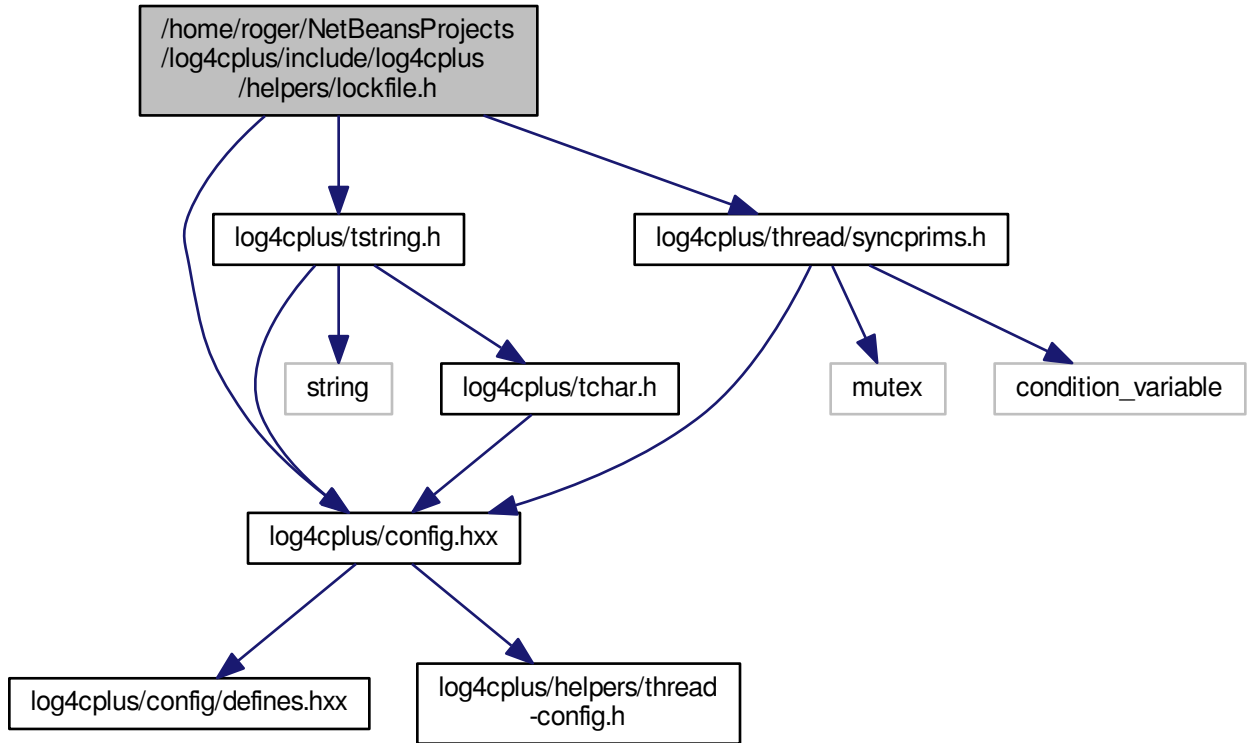 /home/roger/NetBeansProjects
/log4cplus/include/log4cplus
/helpers/lockfile.h
log4cplus/tstring.h
log4cplus/thread/syncprims.h
string
log4cplus/tchar.h
mutex
condition_variable
log4cplus/config.hxx
log4cplus/config/defines.hxx
log4cplus/helpers/thread
-config.h